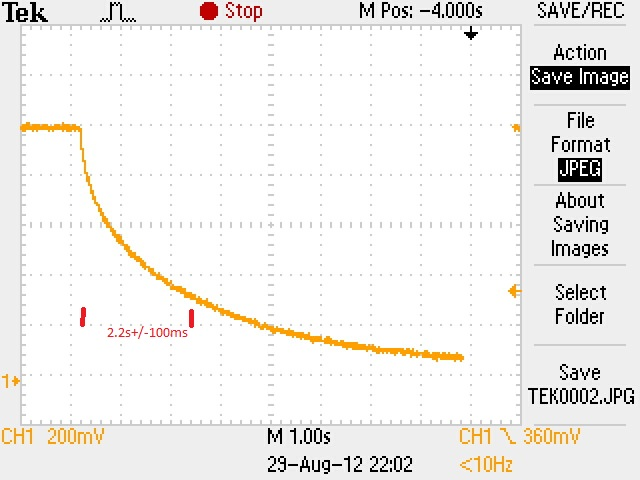 Tek Stop M Pos: -4.000s SAVE/REC
Action
Save Image
File
Format
JPEG
About
Saving
Images
Select
Folder
Save
TEK0002.JPG
2.2s+/-100ms
1
CH1 200mV M 1.00s CH1 360mV
29-Aug-12 22:02 <10Hz